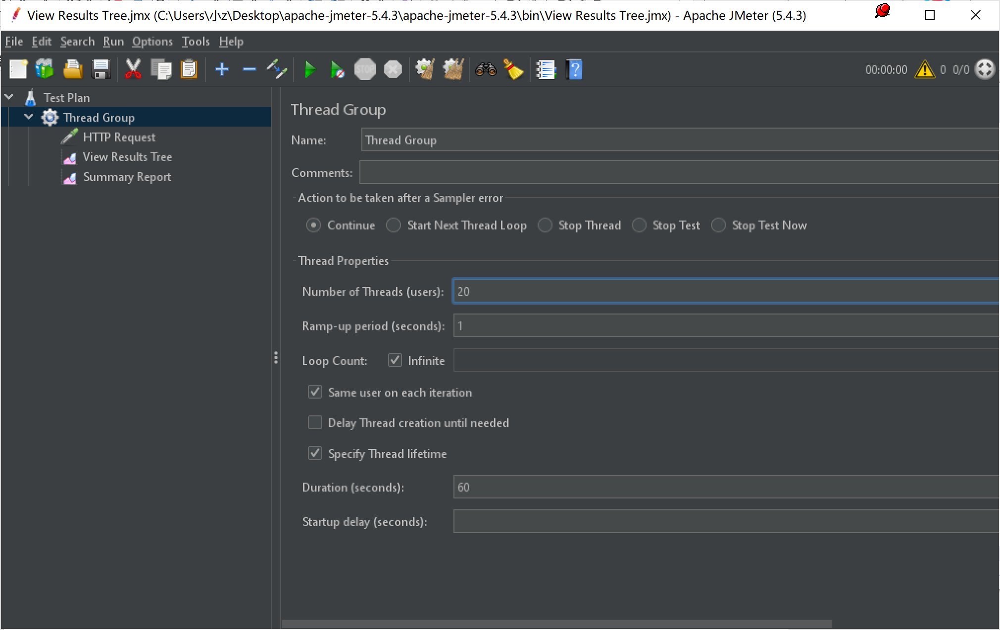 View Results Tree.jmx (C:\Users\小z\Desktop\apache-jmeter-5.4.3\apache-jmeter-5.4.3\bin\View Results Tree.jmx) - Apache JMeter (5.4.3)
File Edit Search Run Options Tools Help
STOP 00:00:00 0 0/0
Test Plan
Thread Group
HTTP Request
View Results Tree
Summary Report
Thread Group
Name: Thread Group
Comments:
Action to be taken after a Sampler error
Continue Start Next Thread Loop Stop Thread Stop Test Stop Test Now
Thread Properties
Number of Threads (users): 20
Ramp-up period (seconds): 1
Loop Count: Infinite
Same user on each iteration
Delay Thread creation until needed
Specify Thread lifetime
Duration (seconds): 60
Startup delay (seconds):